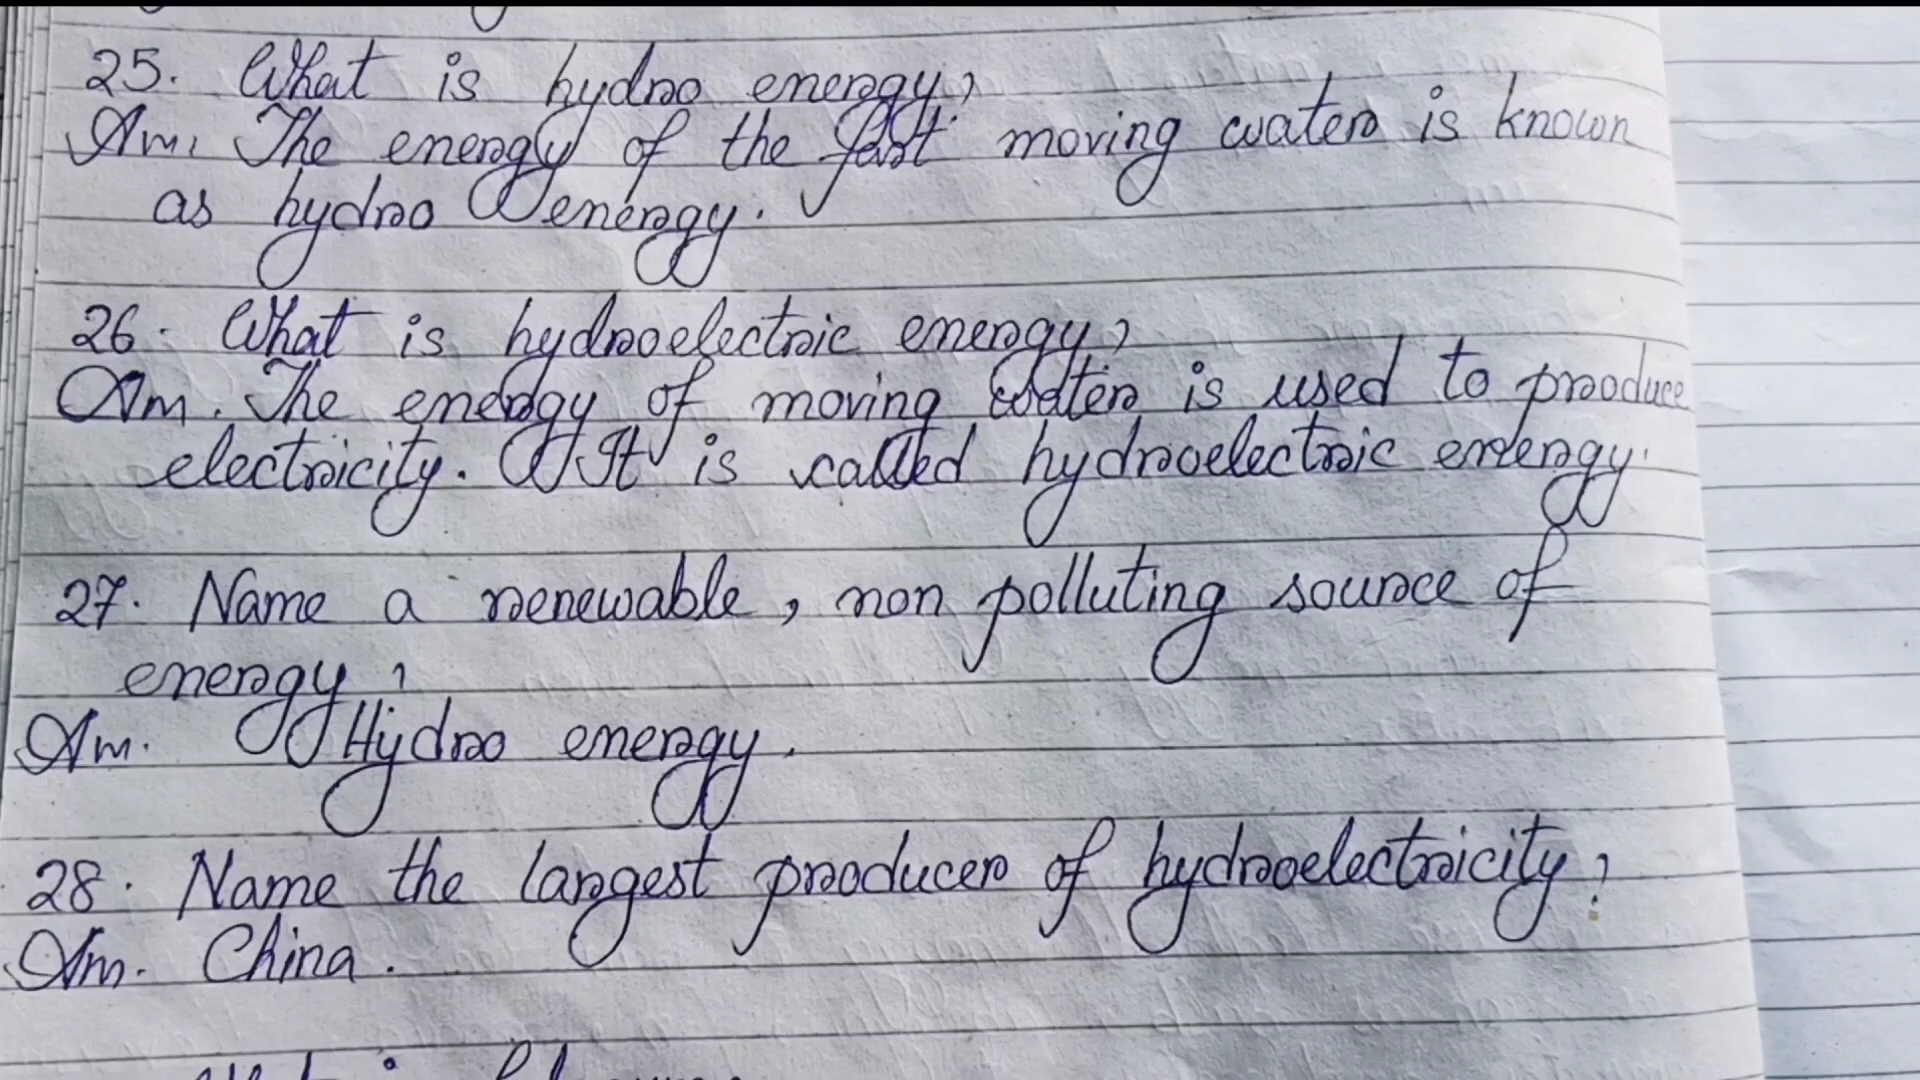 25. What is hydro energy?
Ans. The energy of the fast moving water is known
as hydro energy.
26. What is hydroelectric energy?
Ans. The energy of moving water is used to produce
electricity. It is called hydroelectric energy.
27. Name a renewable, non polluting source of
energy?
Ans. Hydro energy.
28. Name the largest producer of hydroelectricity?
Ans. China.